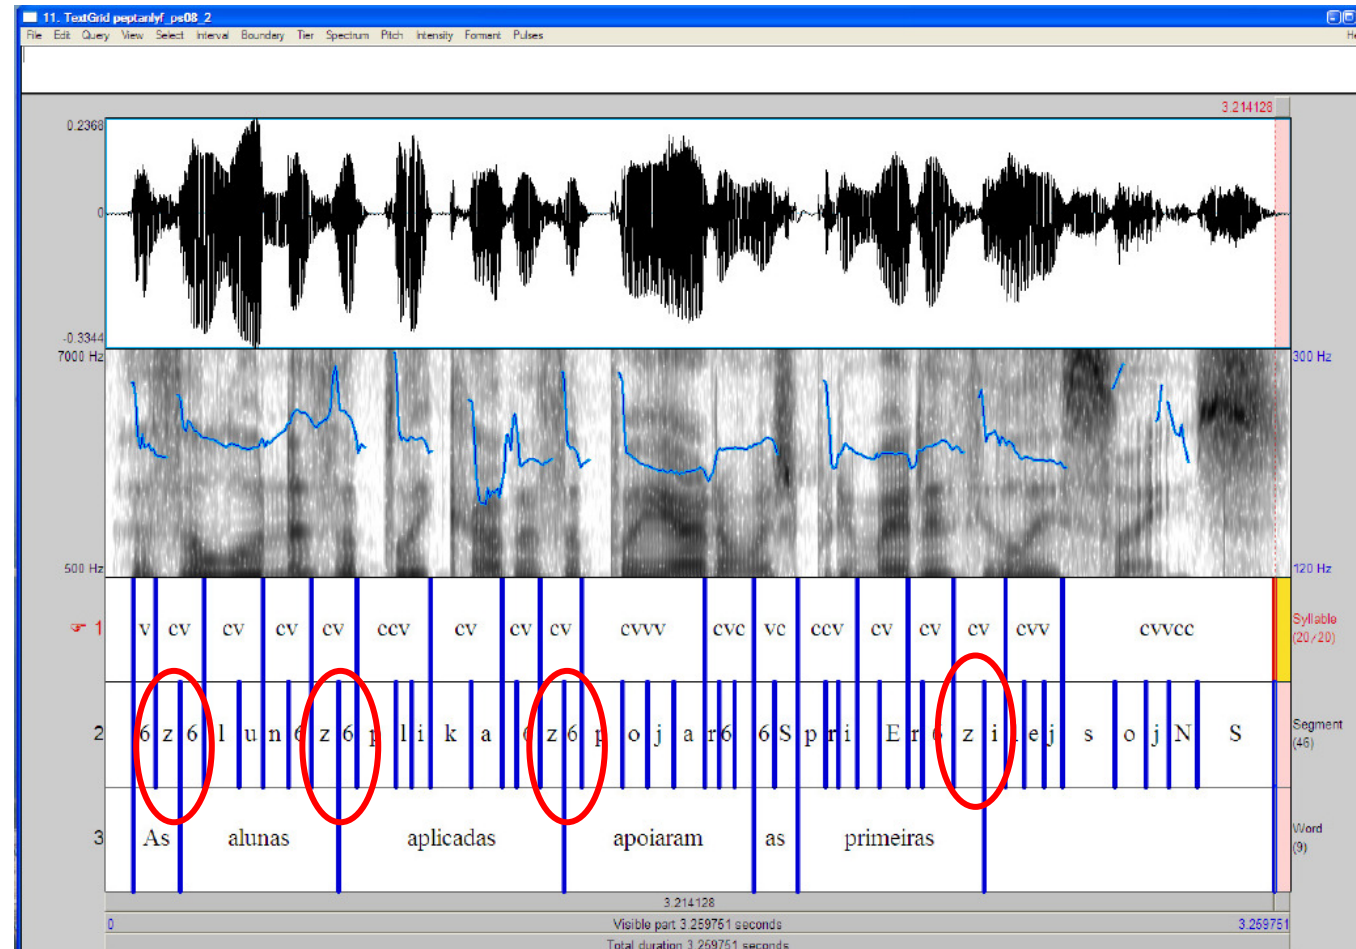 11. TextGrid peptanlyf_ps08_2
File Edit Query View Select Interval Boundary Tier Spectrum Pitch Intensity Formant Pulses He
3.214128
0.2368
0
-0.3344
7000 Hz 300 Hz
500 Hz 120 Hz
1 v cv cv cv cv ccv cv cv cv cvvv cvc vc ccv cv cv cv cvv cvvcc Syllable (20/20)
2 6 z 6 l u n 6 z 6 p l i k a z 6 p o j a r 6 6 S p r i E r z i l e j s o j N S Segment (46)
3 As alunas aplicadas apoiaram as primeiras Word (9)
3.214128
0 Visible part 3.259751 seconds 3.259751
Total duration 3.259751 seconds